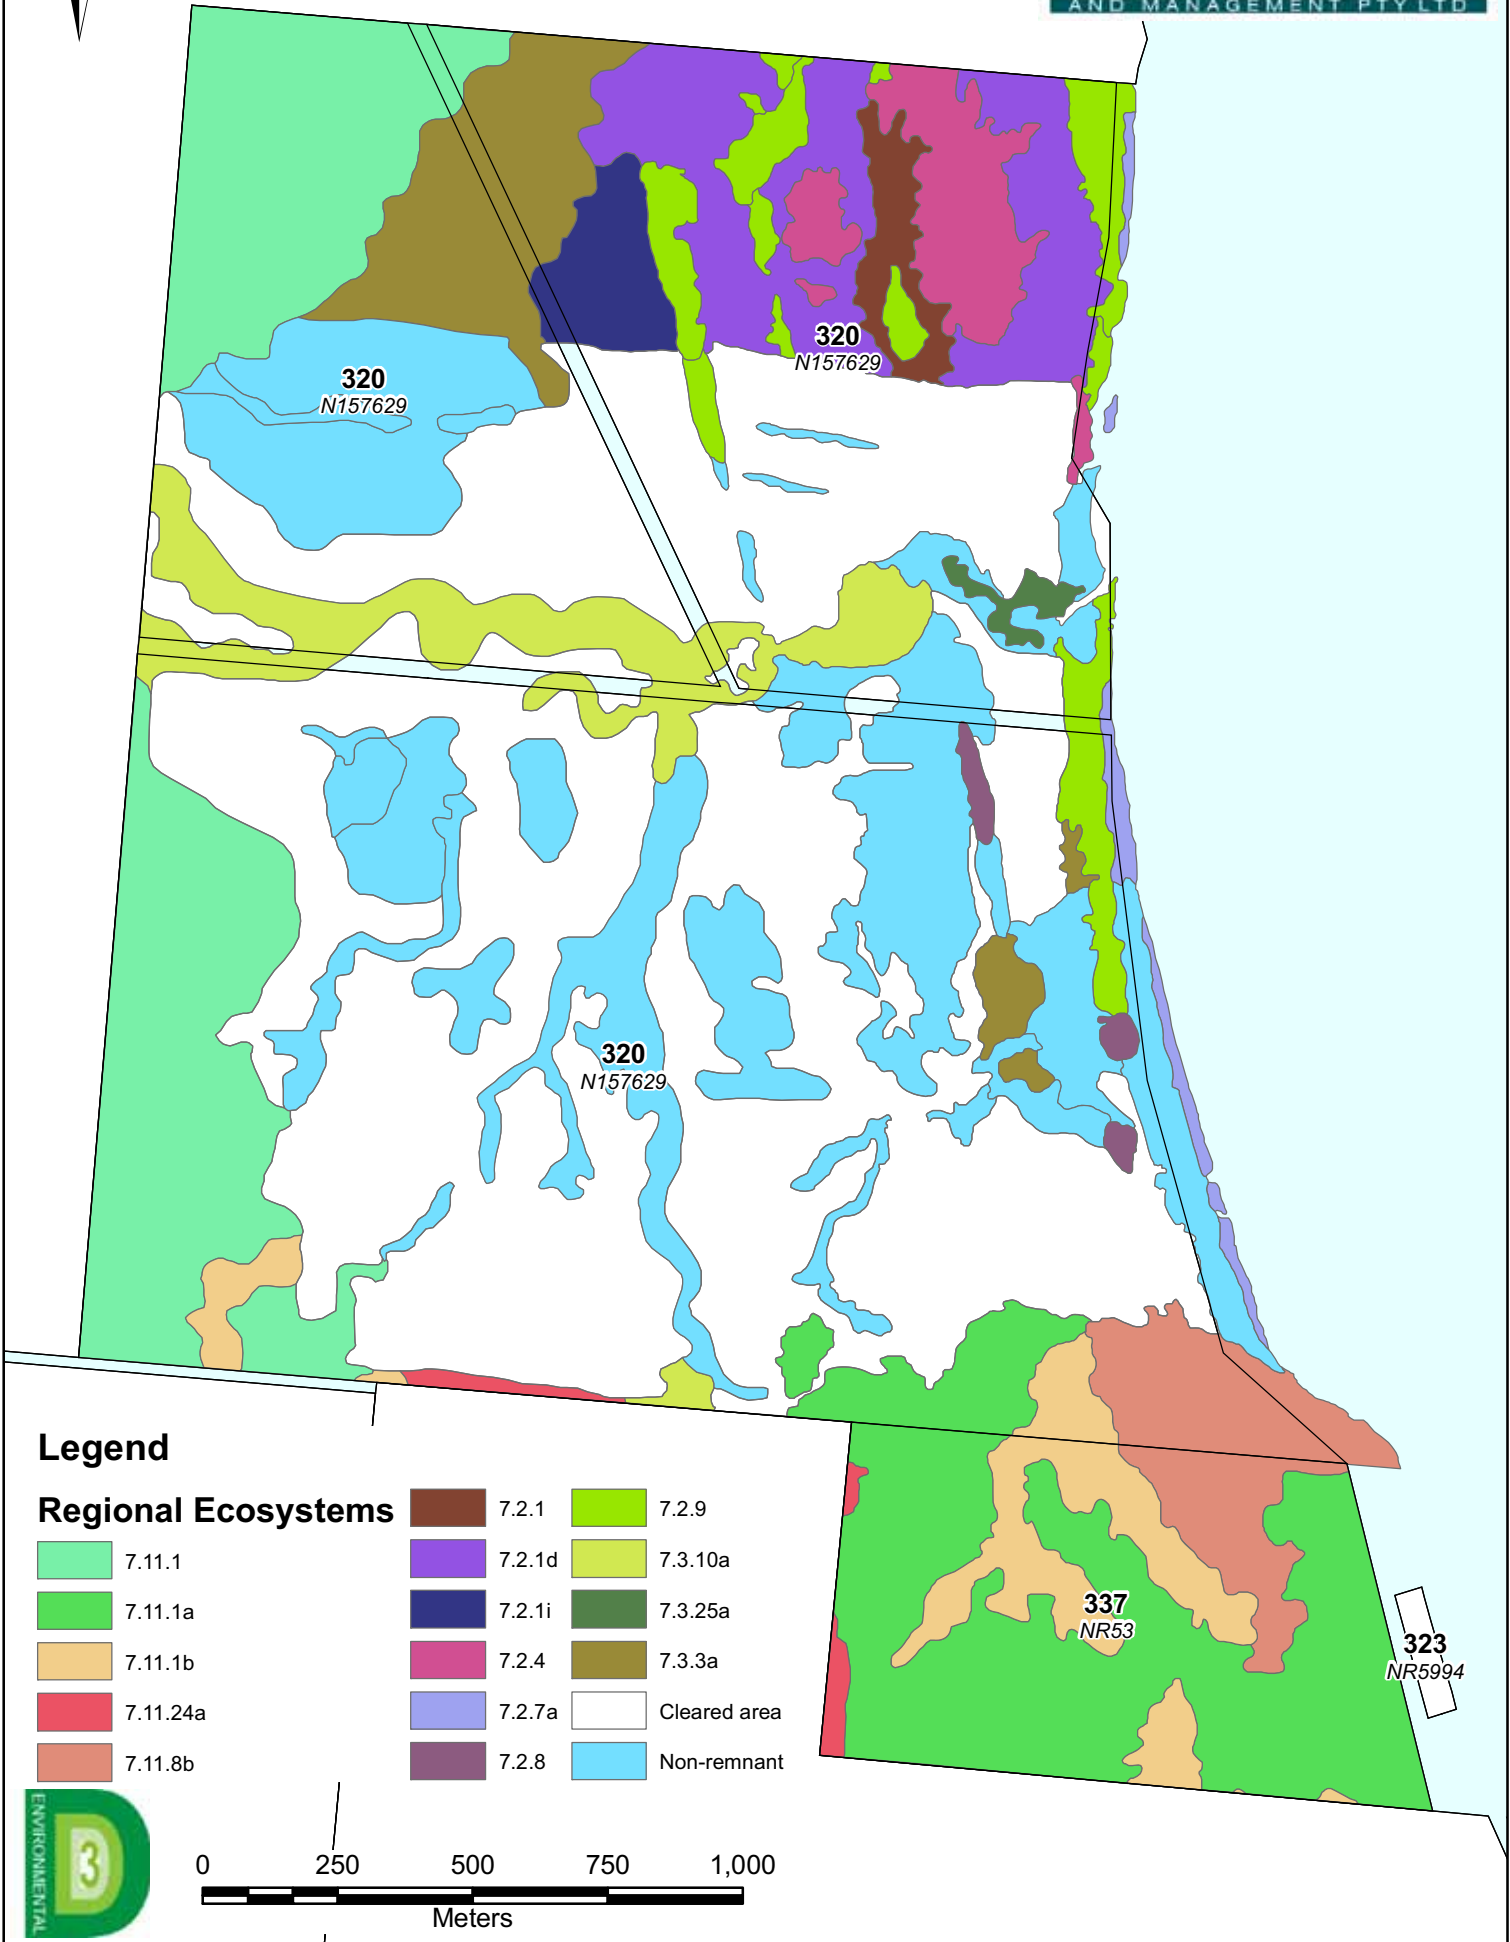 AND MANAGEMENT PTY LTD
320
N157629
320
N157629
320
N157629
337
NR53
323
NR5994
Legend
Regional Ecosystems
7.11.1
7.11.1a
7.11.1b
7.11.24a
7.11.8b
7.2.1
7.2.1d
7.2.1i
7.2.4
7.2.7a
7.2.8
7.2.9
7.3.10a
7.3.25a
7.3.3a
Cleared area
Non-remnant
3
ENVIRONMENTAL
0 250 500 750 1,000
Meters